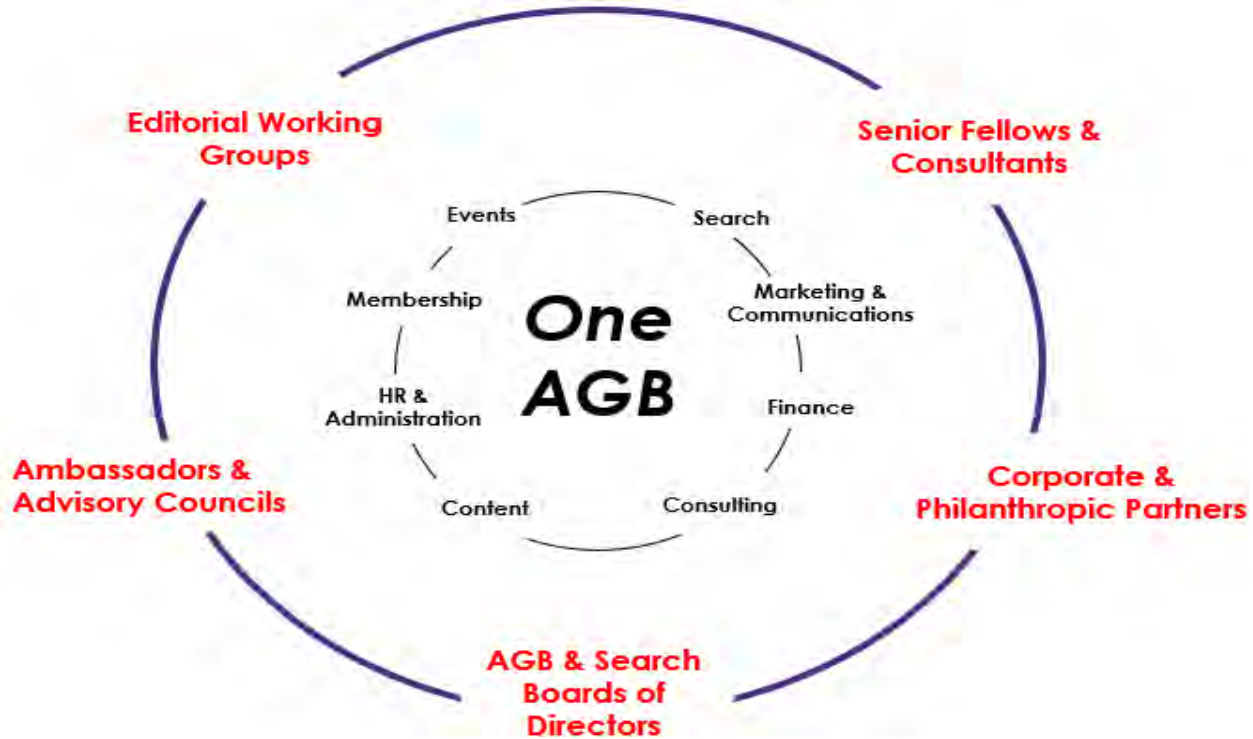 Editorial Working
Groups
Senior Fellows &
Consultants
Events
Search
Membership
Marketing &
Communications
One
AGB
HR &
Administration
Finance
Content
Consulting
Ambassadors &
Advisory Councils
Corporate &
Philanthropic Partners
AGB & Search
Boards of
Directors